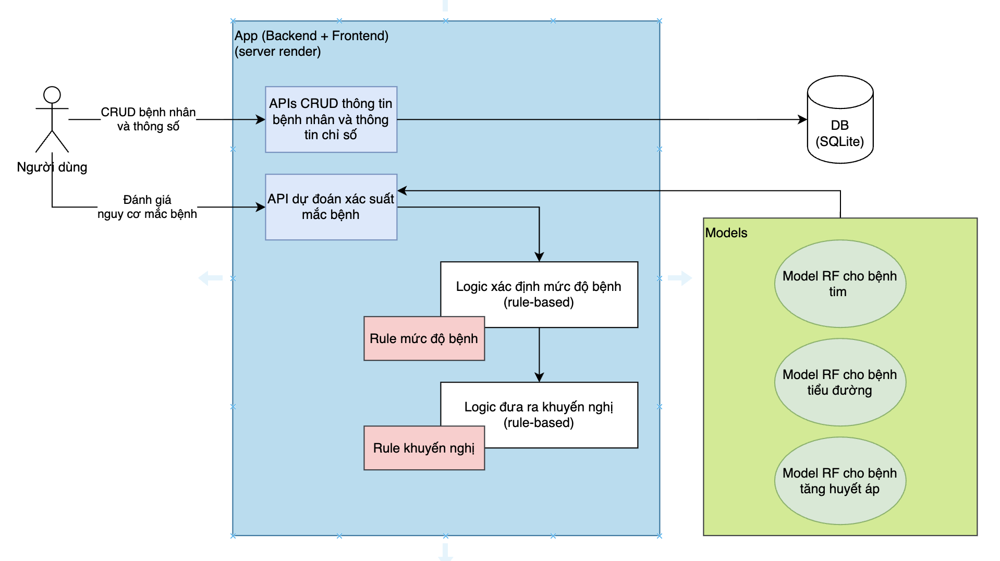 App (Backend + Frontend)
(server render)
CRUD bệnh nhân
và thông số
APIs CRUD thông tin
bệnh nhân và thông
tin chỉ số
DB
(SQLite)
Người dùng
Đánh giá
nguy cơ mắc bệnh
API dự đoán xác suất
mắc bệnh
Logic xác định mức độ bệnh
(rule-based)
Rule mức độ bệnh
Logic đưa ra khuyến nghị
(rule-based)
Rule khuyến nghị
Models
Model RF cho bệnh
tim
Model RF cho bệnh
tiểu đường
Model RF cho bệnh
tăng huyết áp